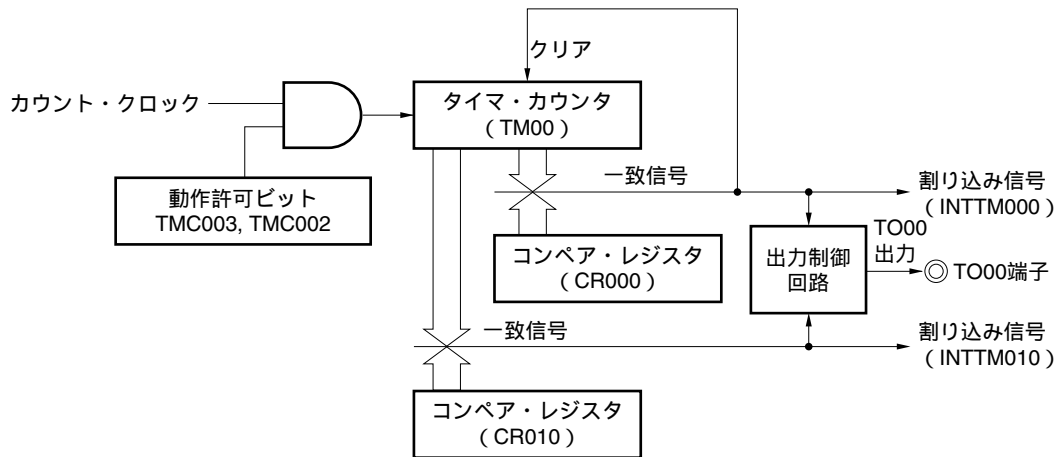 クリア
カウント・クロック
タイマ・カウンタ
（TM00）
動作許可ビット
TMC003, TMC002
一致信号
割り込み信号
（INTTM000）
コンペア・レジスタ
（CR000）
出力制御
回路
TO00
出力
TO00端子
一致信号
割り込み信号
（INTTM010）
コンペア・レジスタ
（CR010）